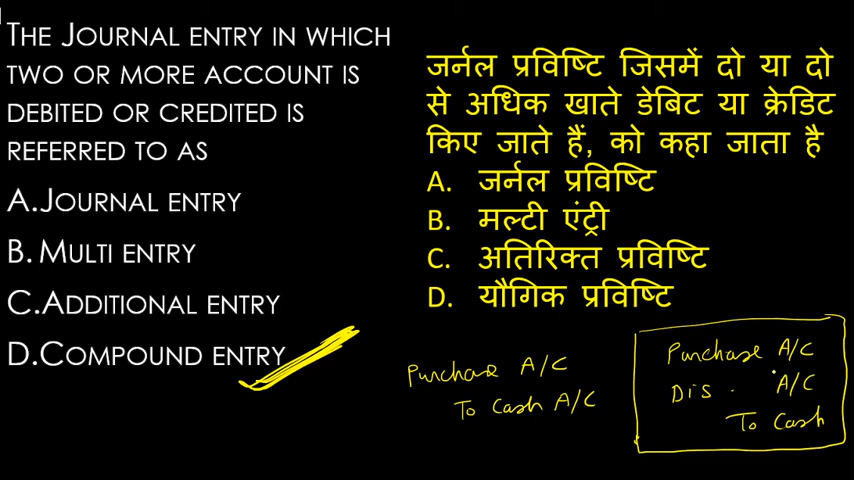 THE JOURNAL ENTRY IN WHICH
TWO OR MORE ACCOUNT IS
DEBITED OR CREDITED IS
REFERRED TO AS
A.JOURNAL ENTRY
B. MULTI ENTRY
C.ADDITIONAL ENTRY
D.COMPOUND ENTRY
जर्नल प्रविष्टि जिसमें दो या दो
से अधिक खाते डेबिट या क्रेडिट
किए जाते हैं, को कहा जाता है
A. जर्नल प्रविष्टि
B. मल्टी एंट्री
C. अतिरिक्त प्रविष्टि
D. यौगिक प्रविष्टि
Purchase A/C
To Cash A/C
Purchase A/C
Dis. A/C
To Cash